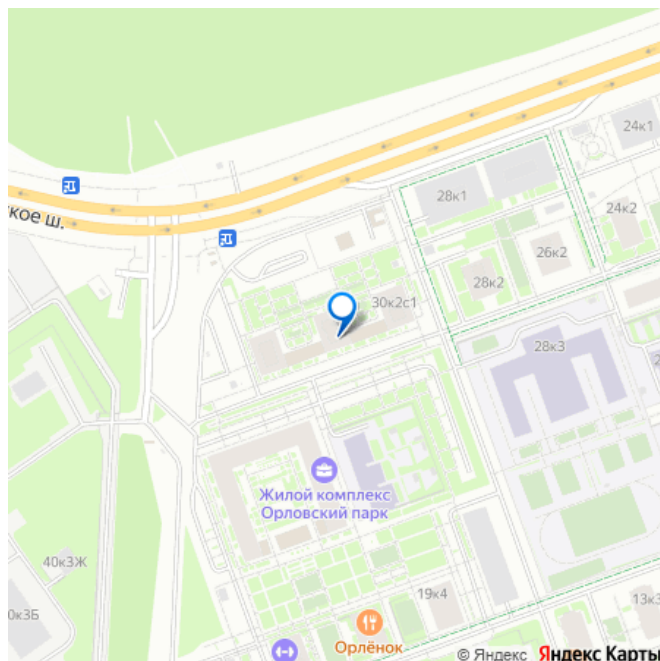 24к1
28к1
24к2
кое ш.
26к2
28к2
30к2с1
28к3
Жилой комплекс
Орловский парк
40к3Ж
19к4
13к3
0к3Б
Орлёнок
© Яндекс Яндекс Карты